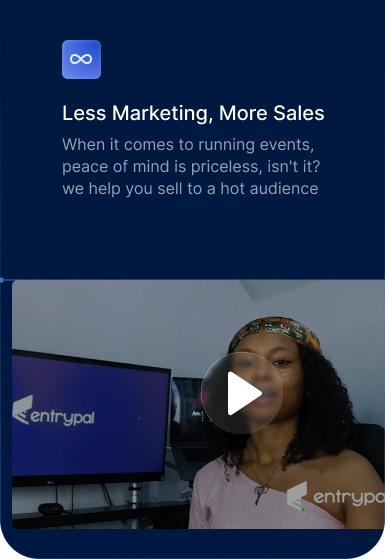 Less Marketing, More Sales
When it comes to running events,
peace of mind is priceless, isn't it?
we help you sell to a hot audience
entrypal
entrypa